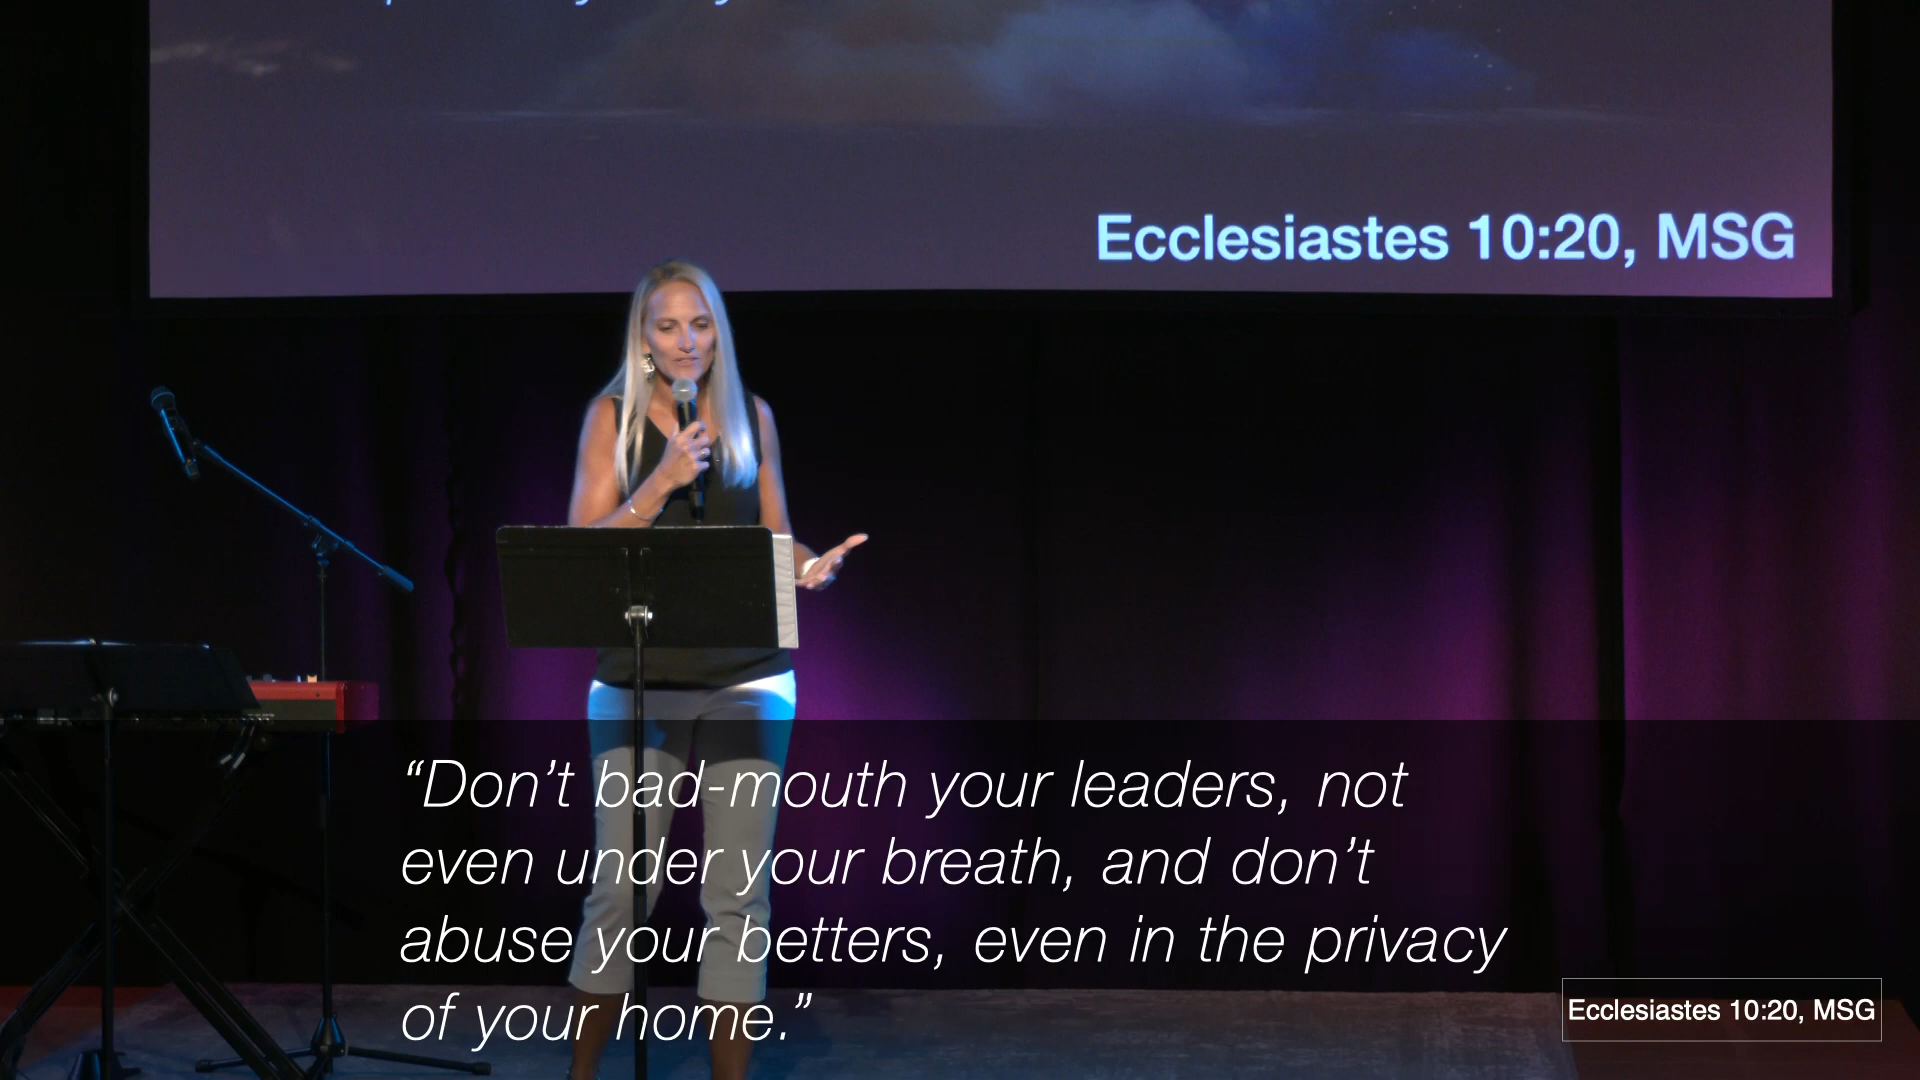 Ecclesiastes 10:20, MSG
“Don’t bad-mouth your leaders, not
even under your breath, and don’t
abuse your betters, even in the privacy
of your home.”
Ecclesiastes 10:20, MSG